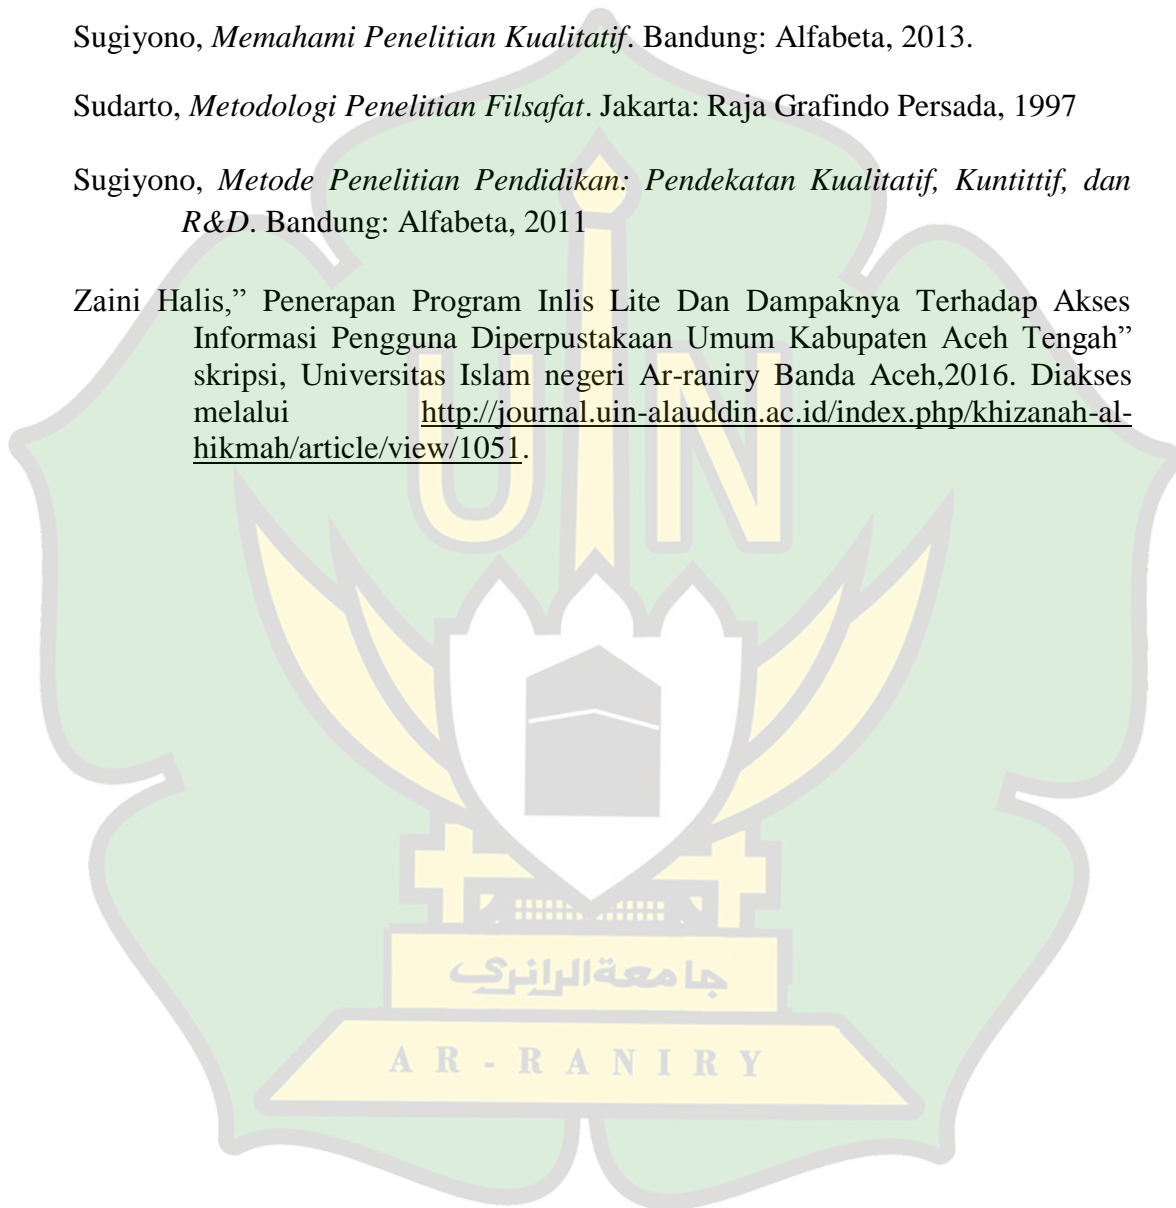 Sugiyono, Memahami Penelitian Kualitatif. Bandung: Alfabeta, 2013.
Sudarto, Metodologi Penelitian Filsafat. Jakarta: Raja Grafindo Persada, 1997
Sugiyono, Metode Penelitian Pendidikan: Pendekatan Kualitatif, Kuntittif, dan
R&D. Bandung: Alfabeta, 2011
Zaini Halis,” Penerapan Program Inlis Lite Dan Dampaknya Terhadap Akses
Informasi Pengguna Diperpustakaan Umum Kabupaten Aceh Tengah”
skripsi, Universitas Islam negeri Ar-raniry Banda Aceh,2016. Diakses
melalui http://journal.uin-alauddin.ac.id/index.php/khizanah-al-
hikmah/article/view/1051.
UIN
جامعة الرانري
AR-RANIRY